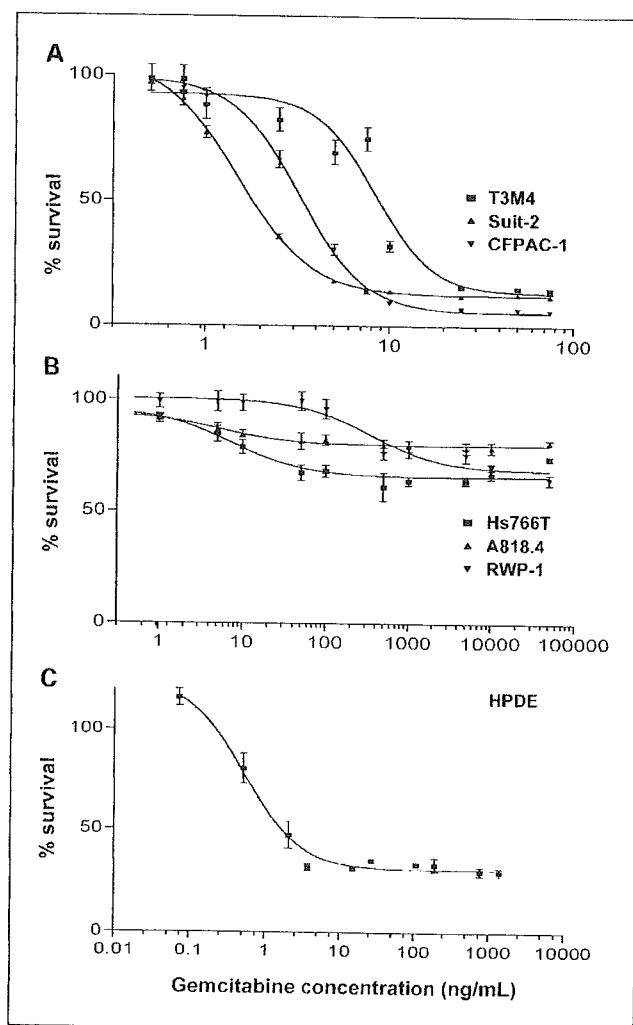 A
100
% survival
50
0
T3M4
Suit-2
CFPAC-1
1 10 100
B
100
% survival
50
0
Hs766T
A818.4
RWP-1
1 10 100 1000 10000 100000
C
HPDE
100
% survival
50
0
0.01 0.1 1 10 100 1000 10000
Gemcitabine concentration (ng/mL)